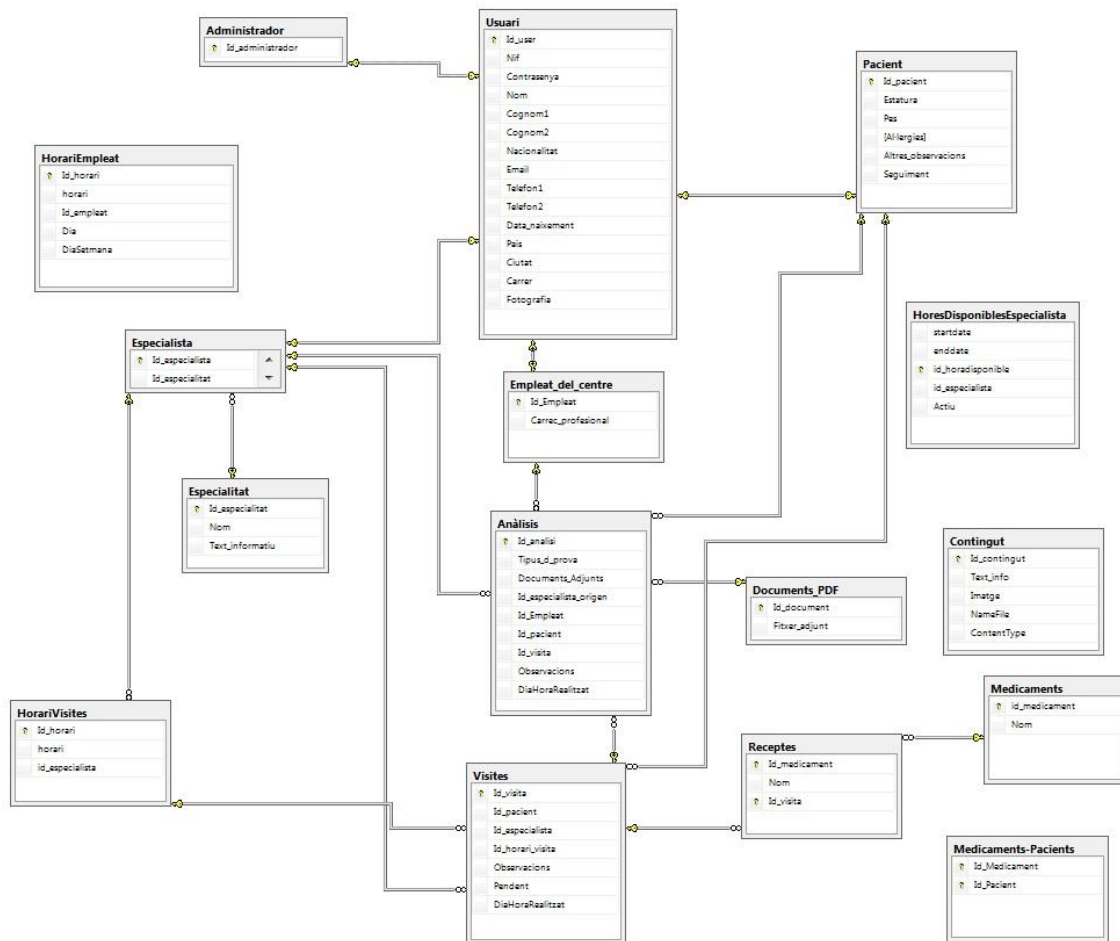 Administrador
Id_administrador
Usuari
Id_user
Nif
Contrasenya
Nom
Cognom1
Cognom2
Nacionalitat
Email
Telefon1
Telefon2
Data_naixement
Pais
Ciutat
Carrer
Fotografia
Pacient
Id_pacient
Estatura
Pes
[Al·lergies]
Altres_observacions
Seguiment
HorariEmpleat
Id_horari
horari
Id_empleat
Dia
DiaSetmana
HoresDisponiblesEspecialista
startdate
enddate
id_horadisponible
id_especialista
Actiu
Especialista
Id_especialista
Id_especialitat
Empleat_del_centre
Id_Empleat
Carrec_profesional
Especialitat
Id_especialitat
Nom
Text_informatiu
Anàlisis
Id_analisi
Tipus_d_prova
Documents_Adjunts
Id_especialista_origen
Id_Empleat
Id_pacient
Id_visita
Observacions
DiaHoraRealitzat
Documents_PDF
Id_document
Fitxer_adjunt
Contingut
Id_contingut
Text_info
Imatge
NameFile
ContentType
HorariVisites
Id_horari
horari
id_especialista
Medicaments
id_medicament
Nom
Receptes
Id_medicament
Nom
Id_visita
Visites
Id_visita
Id_pacient
Id_especialista
Id_horari_visita
Observacions
Pendent
DiaHoraRealitzat
Medicaments-Pacients
Id_Medicament
Id_Pacient